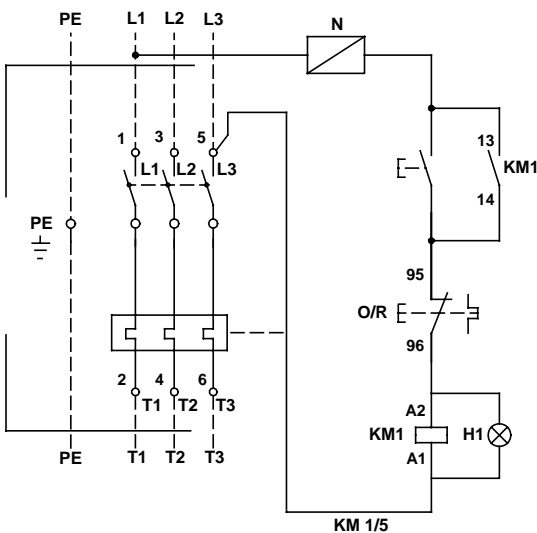 PE L1 L2 L3 N
1 3 5 13
L1 L2 L3 KM1
14
PE
95
O/R
96
2 4 6
T1 T2 T3 A2
KM1 H1
PE T1 T2 T3 A1
KM 1/5